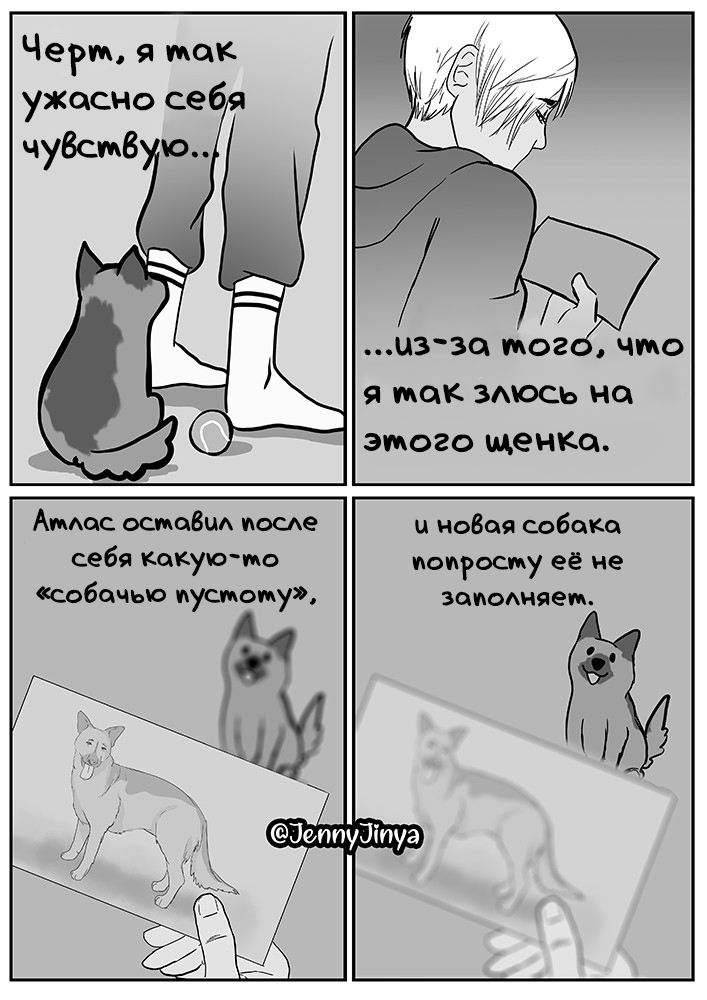 Черт, я так
ужасно себя
чувствую...
...из-за того, что
я так злюсь на
этого щенка.
Атлас оставил после
себя какую-то
«собачью пустоту»,
и новая собака
попросту её не
заполняет.
@JennyJinya